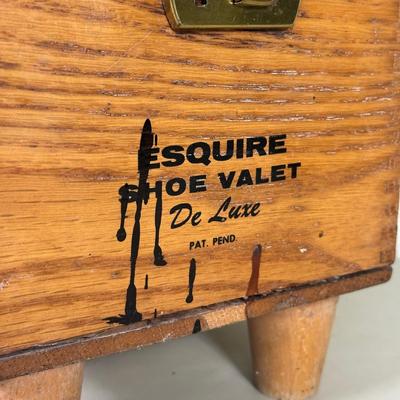 ESQUIRE
SHOE VALET
De Luxe
PAT. PEND.